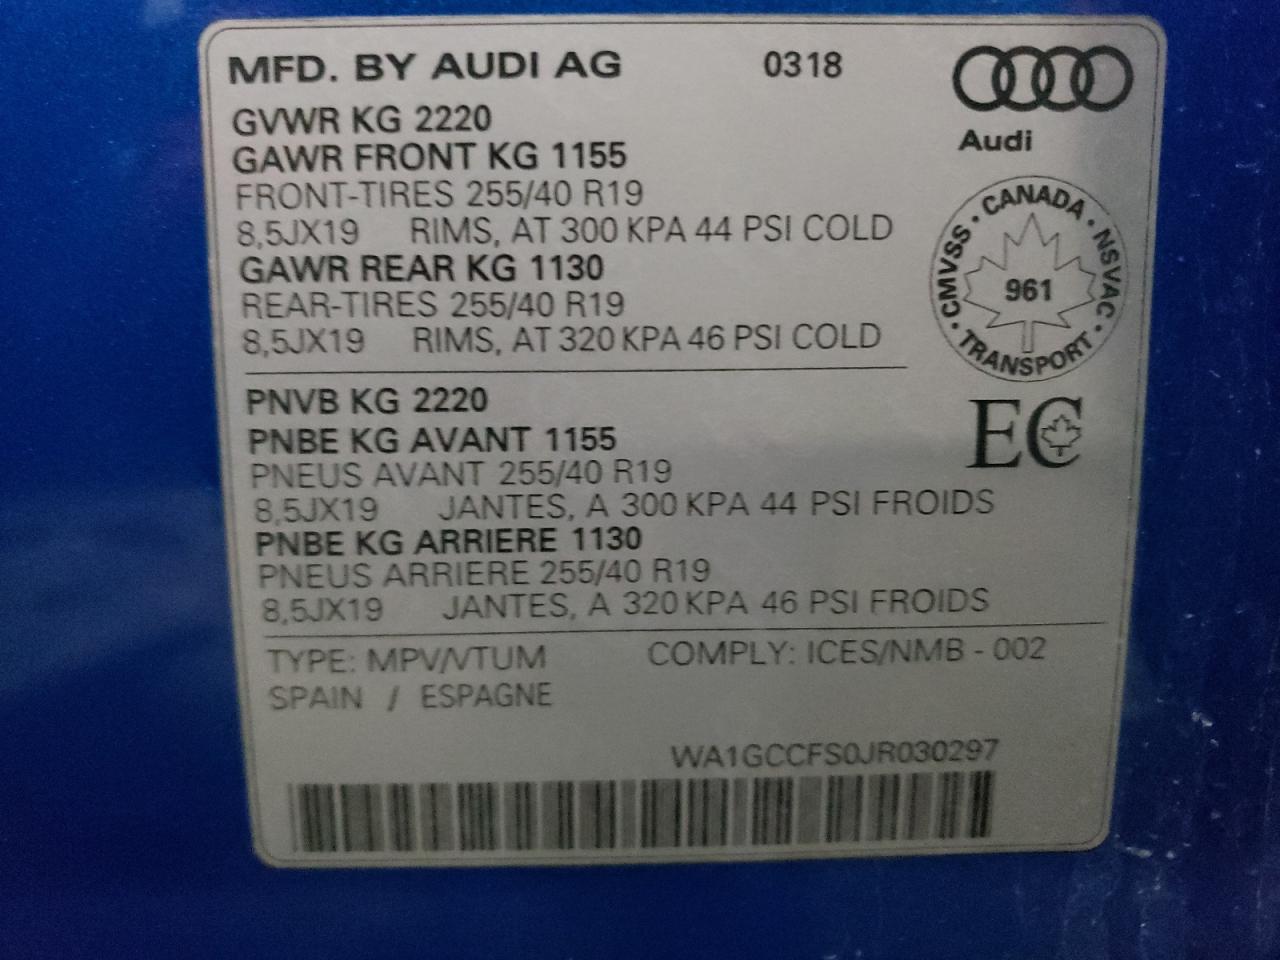 MFD. BY AUDI AG 0318
Audi
GVWR KG 2220
GAWR FRONT KG 1155
FRONT-TIRES 255/40 R19
8,5JX19 RIMS, AT 300 KPA 44 PSI COLD
GAWR REAR KG 1130
REAR-TIRES 255/40 R19
8,5JX19 RIMS, AT 320 KPA 46 PSI COLD
CMVSS · CANADA · NSVAC · TRANSPORT ·
961
EC
PNVB KG 2220
PNBE KG AVANT 1155
PNEUS AVANT 255/40 R19
8,5JX19 JANTES, A 300 KPA 44 PSI FROIDS
PNBE KG ARRIERE 1130
PNEUS ARRIERE 255/40 R19
8,5JX19 JANTES, A 320 KPA 46 PSI FROIDS
TYPE: MPV/VTUM COMPLY: ICES/NMB - 002
SPAIN / ESPAGNE
WA1GCCFS0JR030297